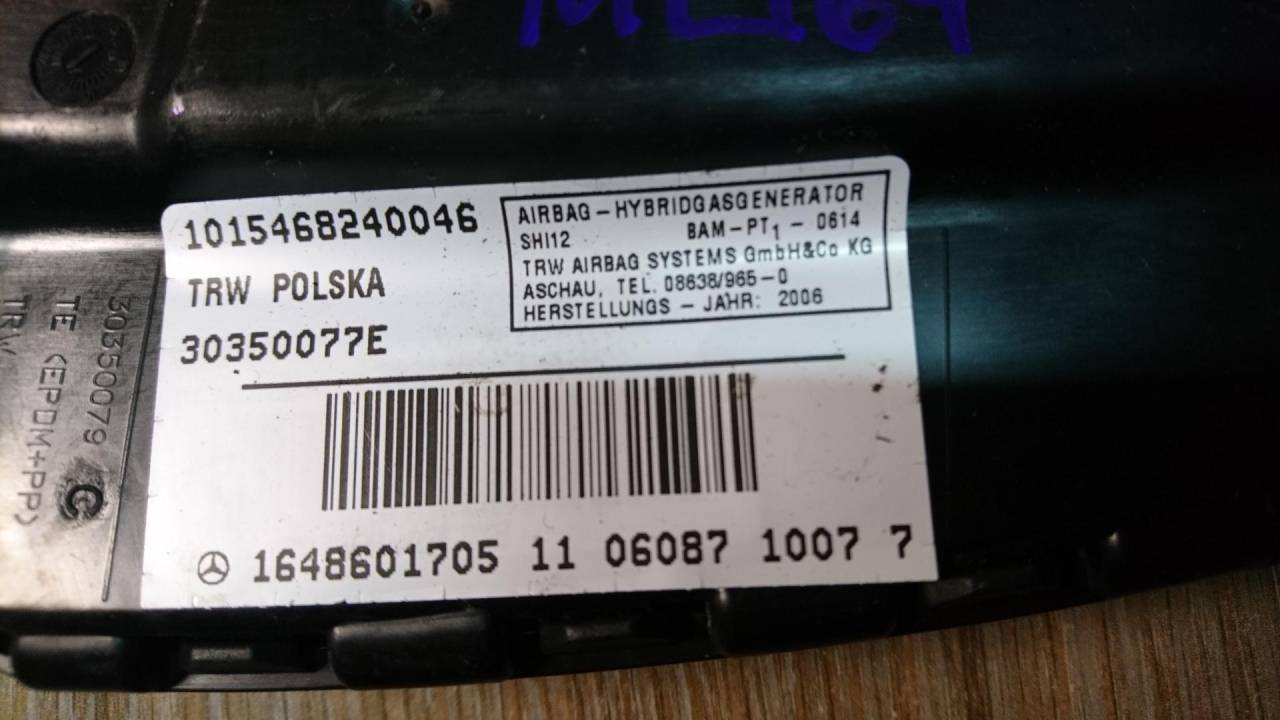 1015468240046
TRW POLSKA
30350077E
AIRBAG-HYBRIDGASGENERATOR
SHI12 BAM-PT1 - 0614
TRW AIRBAG SYSTEMS GmbH&Co KG
ASCHAU, TEL. 08638/965-0
HERSTELLUNGS - JAHR: 2006
1648601705 11 06087 1007 7
30350079 C
TE <EPDM+PP>
TRW